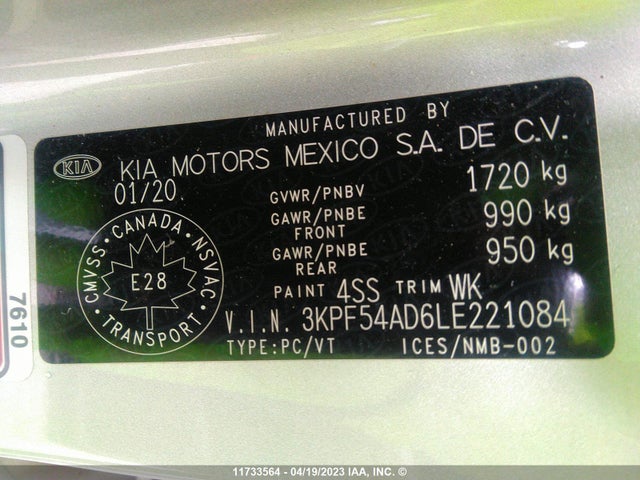 MANUFACTURED BY
KIA KIA MOTORS MEXICO S.A. DE C.V.
01/20
GVWR/PNBV 1720 kg
GAWR/PNBE FRONT 990 kg
GAWR/PNBE REAR 950 kg
CMVSS · CANADA · NSVAC · TRANSPORT ·
E28
PAINT 4SS TRIM WK
V.I.N. 3KPF54AD6LE221084
TYPE:PC/VT ICES/NMB-002
7610
11733564 - 04/19/2023 IAA, INC. ©